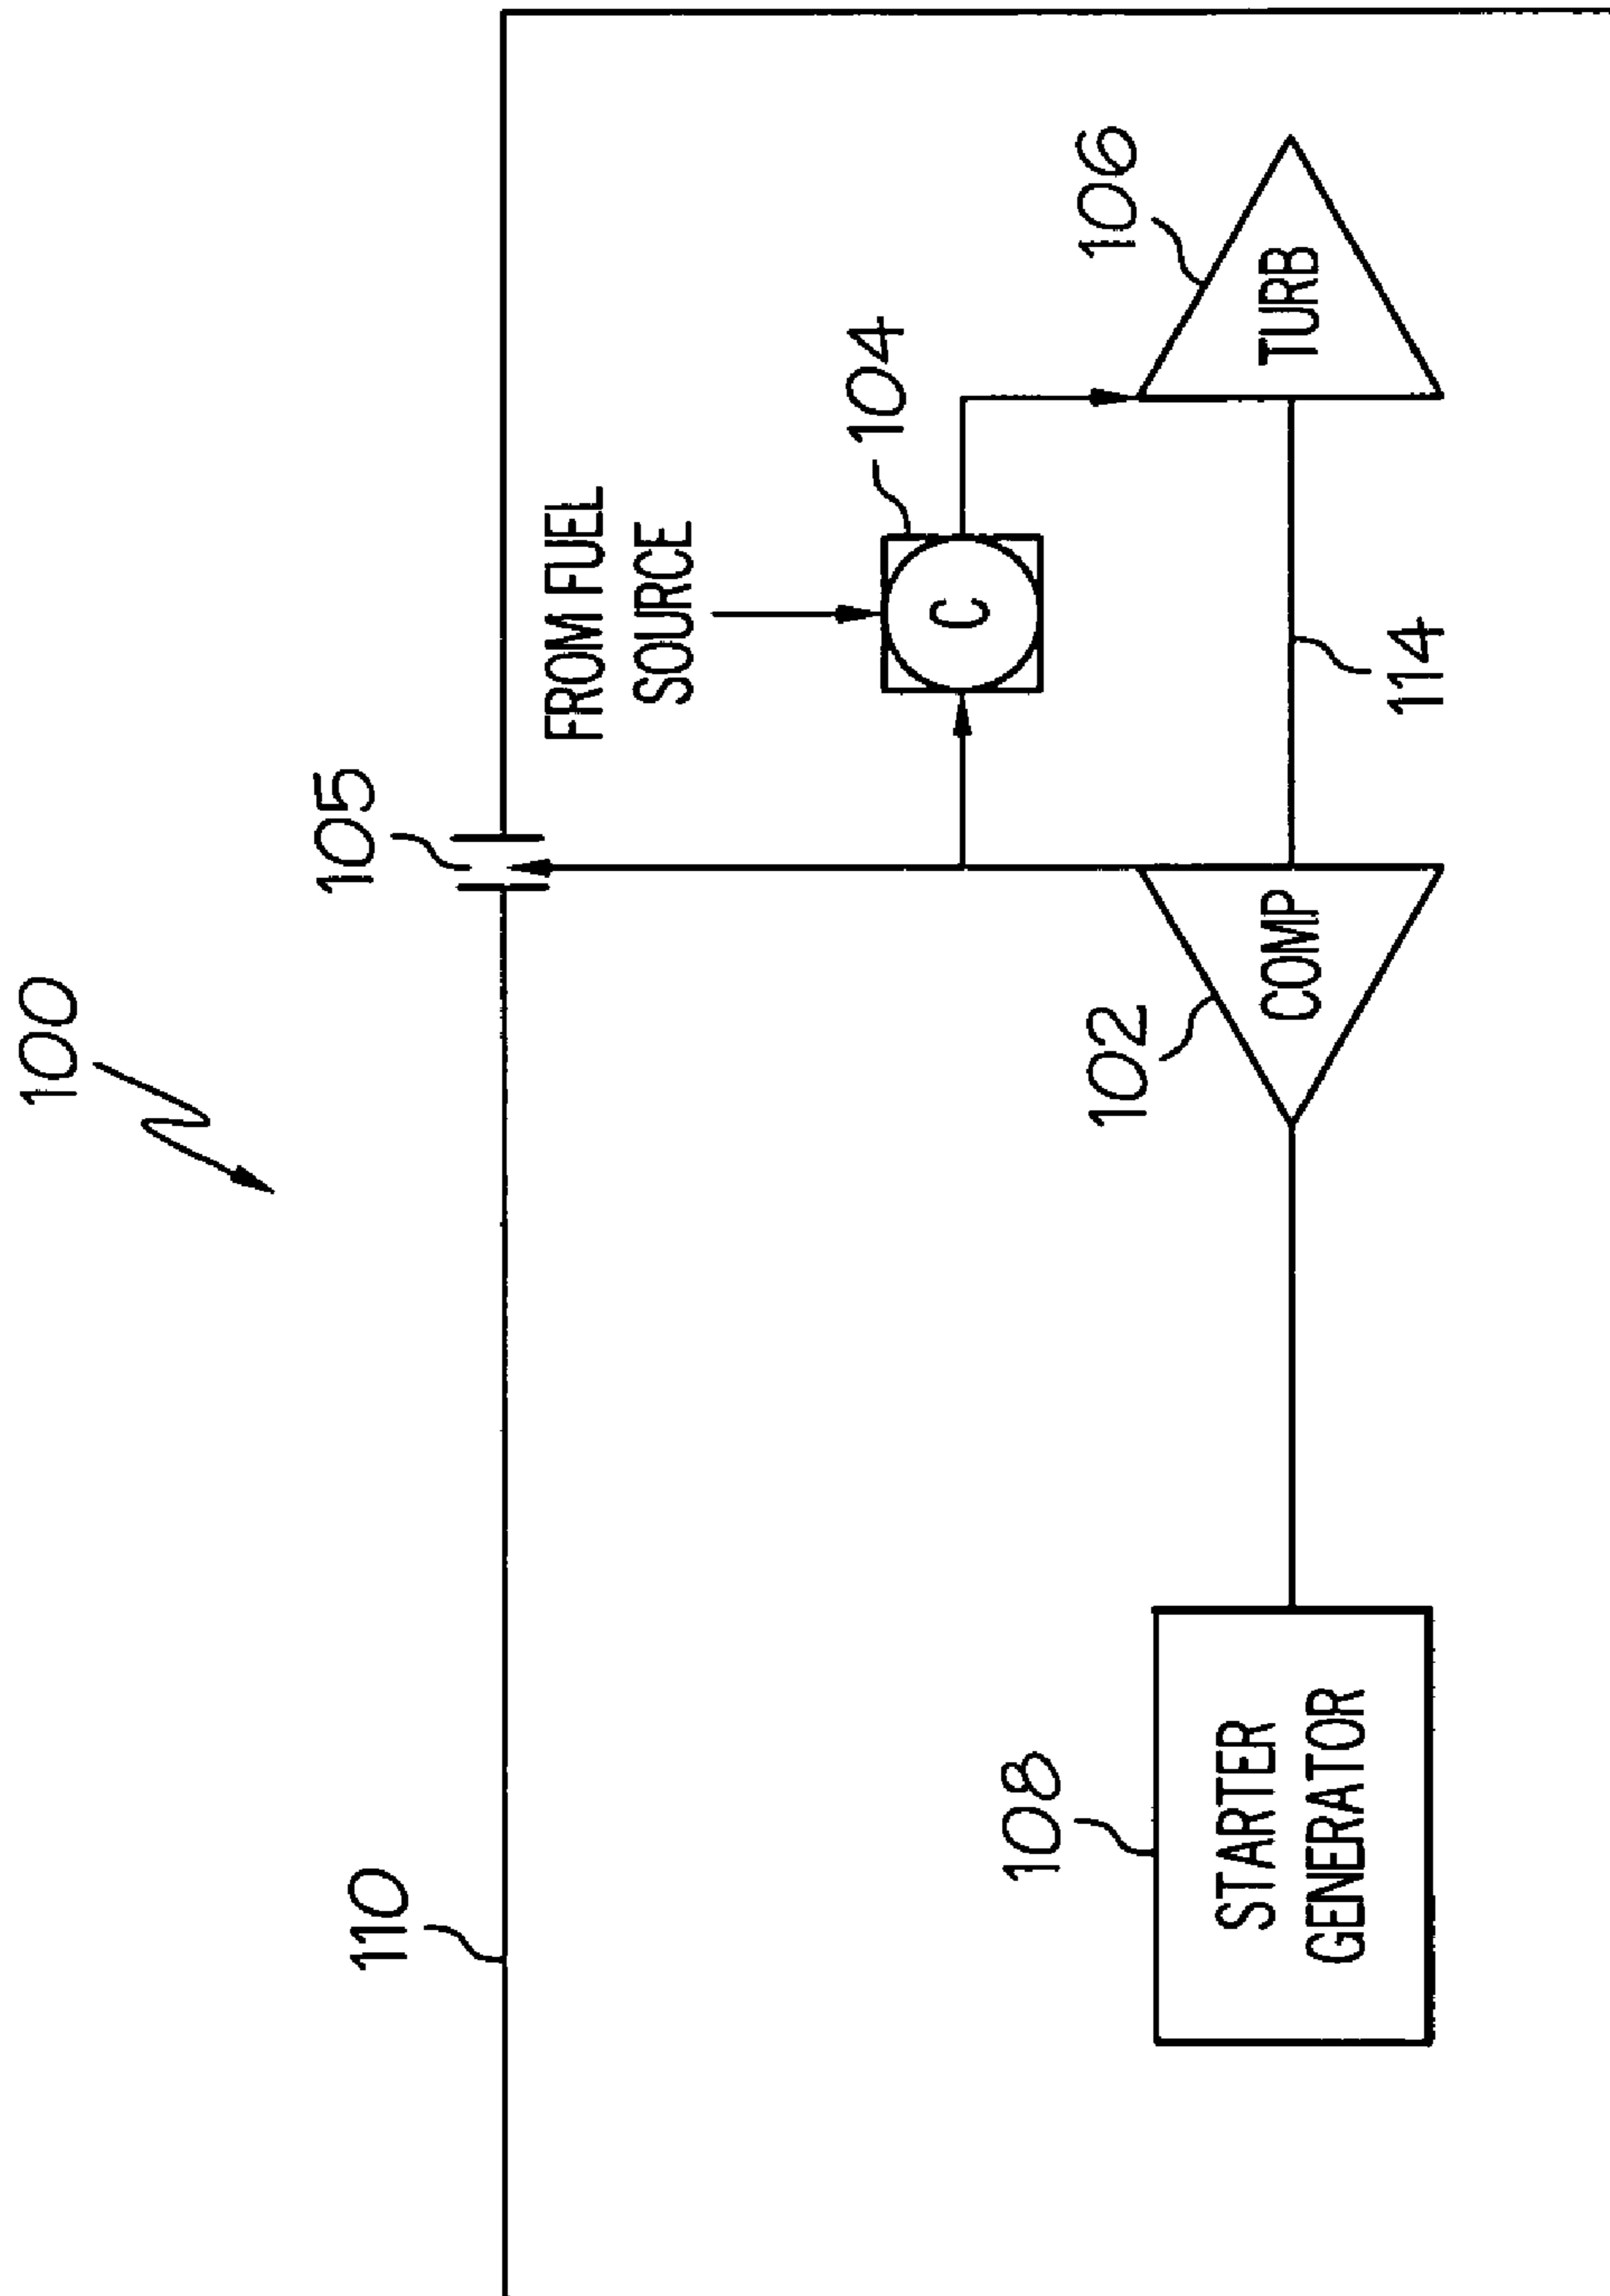 100
110
105
FROM FUEL
SOURCE
104
C
108
102
106
STARTER
GENERATOR
COMP
TURB
114